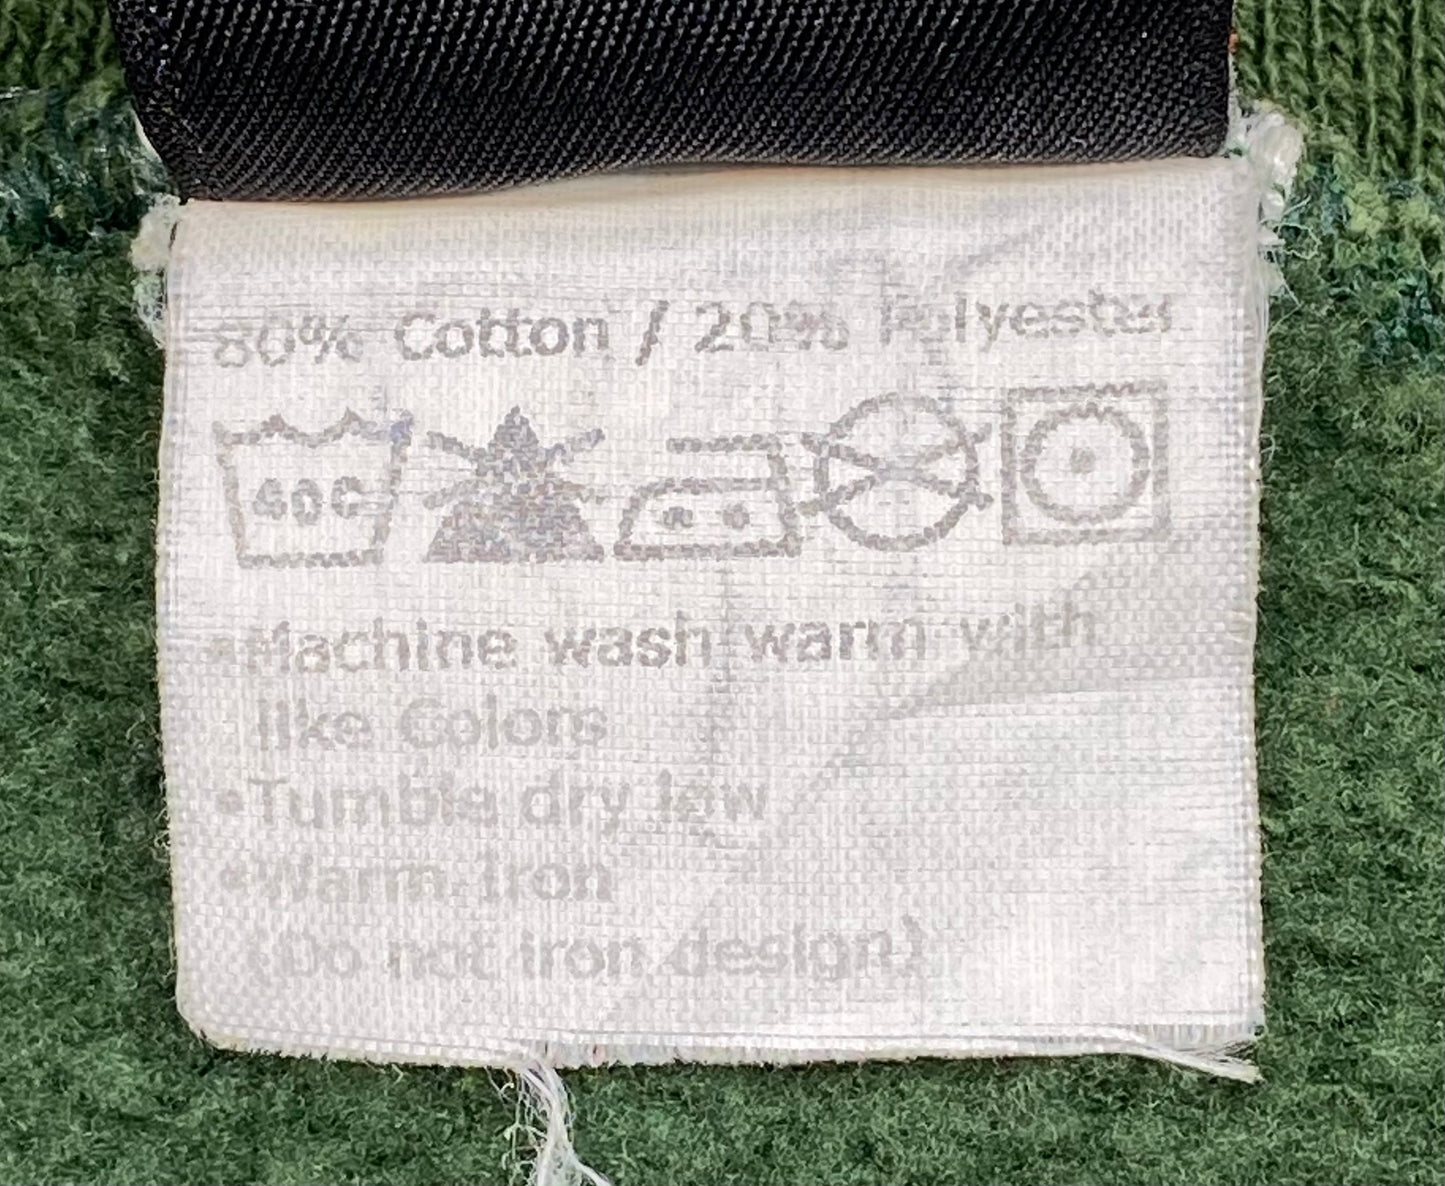 80% Cotton / 20% Polyester
40C
•Machine wash warm with
like Colors
•Tumble dry low
•Warm iron
(Do not iron design)